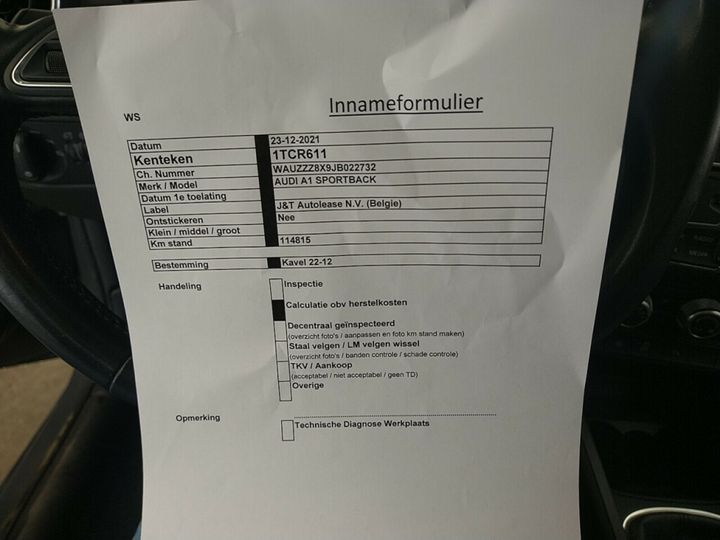 Innameformulier
WS
Datum 23-12-2021
Kenteken 1TCR611
Ch. Nummer WAUZZZ8X9JB022732
Merk / Model AUDI A1 SPORTBACK
Datum 1e toelating
Label J&T Autolease N.V. (Belgie)
Ontstickeren Nee
Klein / middel / groot
Km stand 114815
Bestemming Kavel 22-12
Handeling Inspectie
Calculatie obv herstelkosten
Decentraal geïnspecteerd
(overzicht foto's / aanpassen en foto km stand maken)
Staal velgen / LM velgen wissel
(overzicht foto's / banden controle / schade controle)
TKV / Aankoop
(acceptabel / niet acceptabel / geen TD)
Overige
Opmerking
Technische Diagnose Werkplaats
RADIO
MEDIA